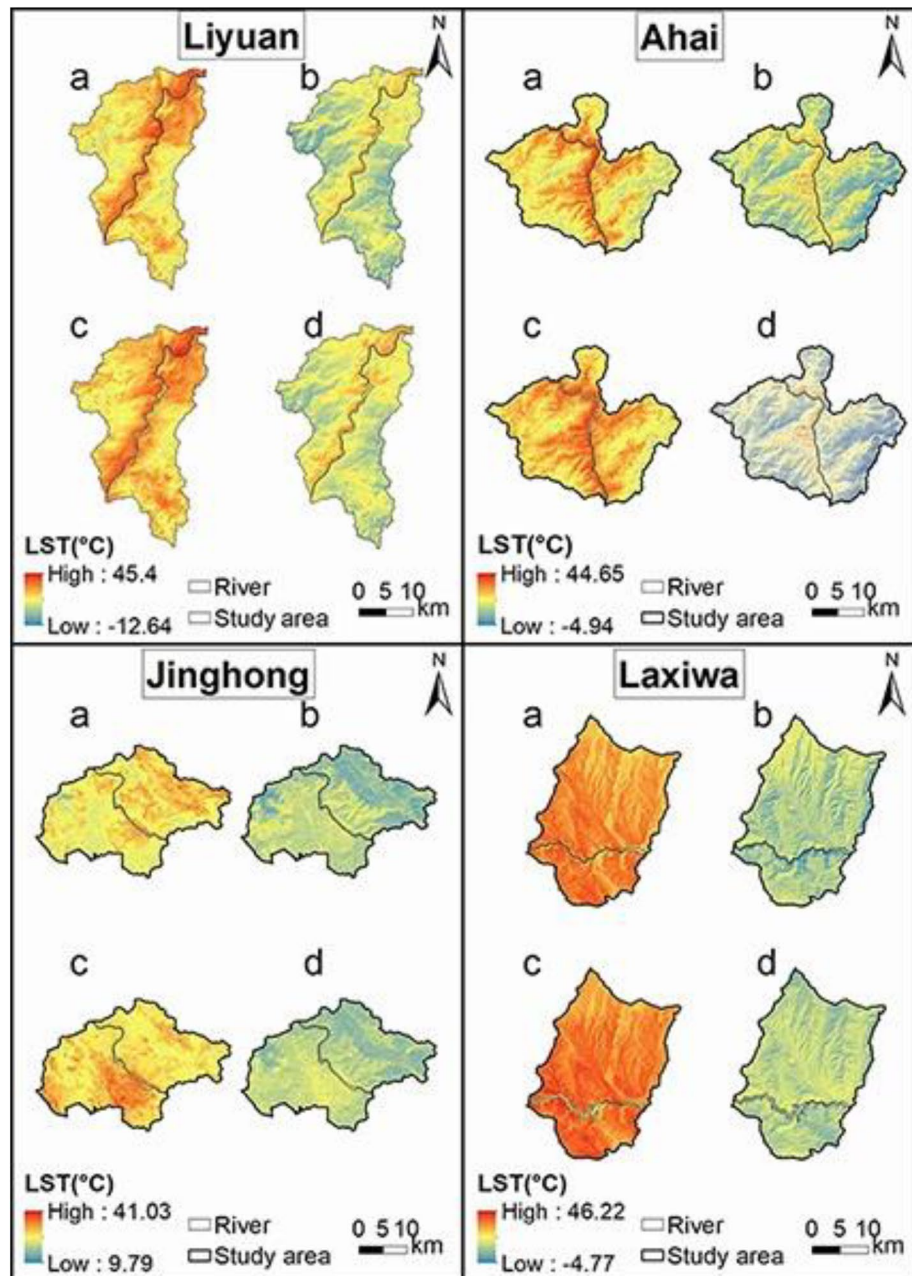 Liyuan
N
a
b
c
d
LST(°C)
High : 45.4
Low : -12.64
River
Study area
0 5 10
km
Ahai
N
a
b
c
d
LST(°C)
High : 44.65
Low : -4.94
River
Study area
0 5 10
km
Jinghong
N
a
b
c
d
LST(°C)
High : 41.03
Low : 9.79
River
Study area
0 5 10
km
Laxiwa
N
a
b
c
d
LST(°C)
High : 46.22
Low : -4.77
River
Study area
0 5 10
km